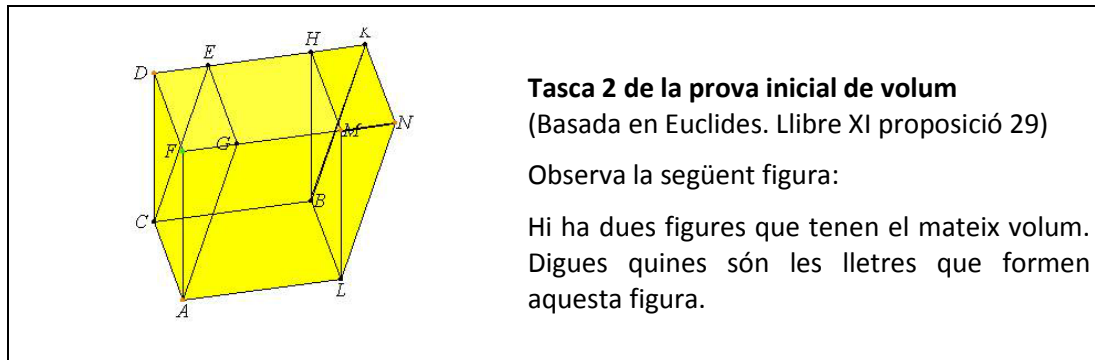 H K
E
D
F G M N
C B
L
A
Tasca 2 de la prova inicial de volum
(Basada en Euclides. Llibre XI proposició 29)
Observa la següent figura:
Hi ha dues figures que tenen el mateix volum.
Digues quines són les lletres que formen
aquesta figura.